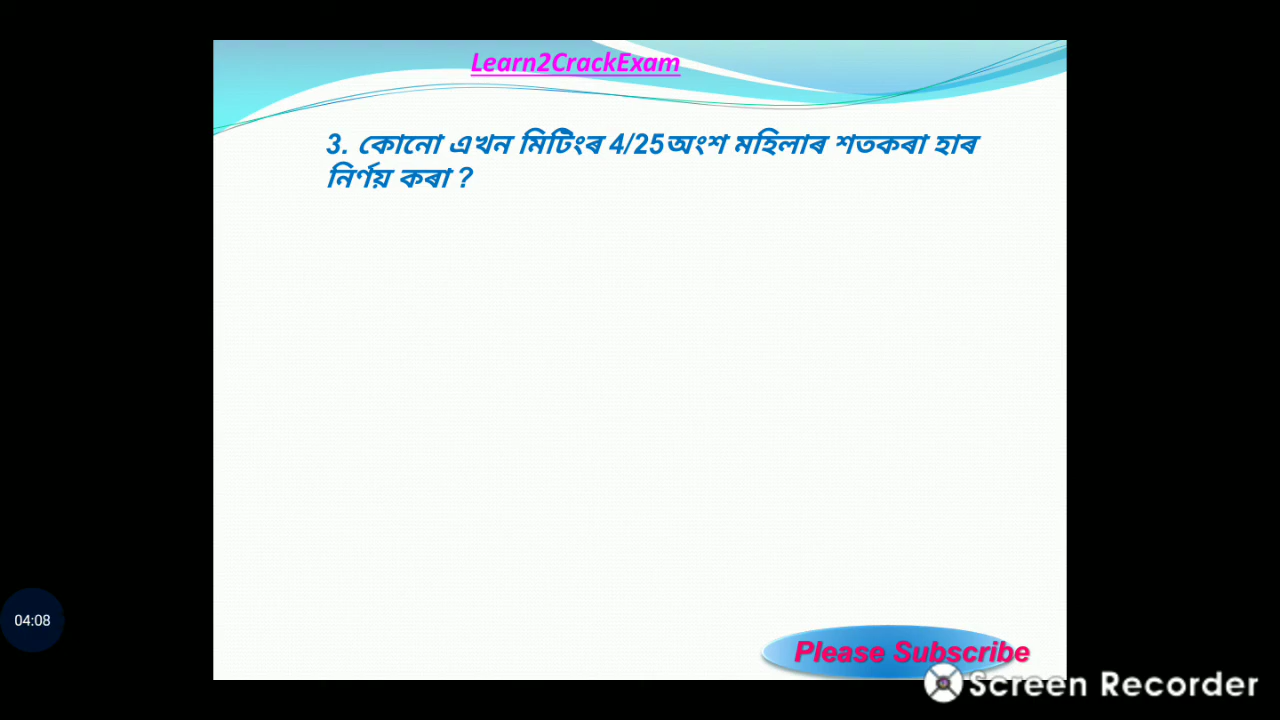 Learn2CrackExam
3. কোনো এখন মিটিংৰ 4/25অংশ মহিলাৰ শতকৰা হাৰ
নিৰ্ণয় কৰা ?
04:08
Please Subscribe
Screen Recorder